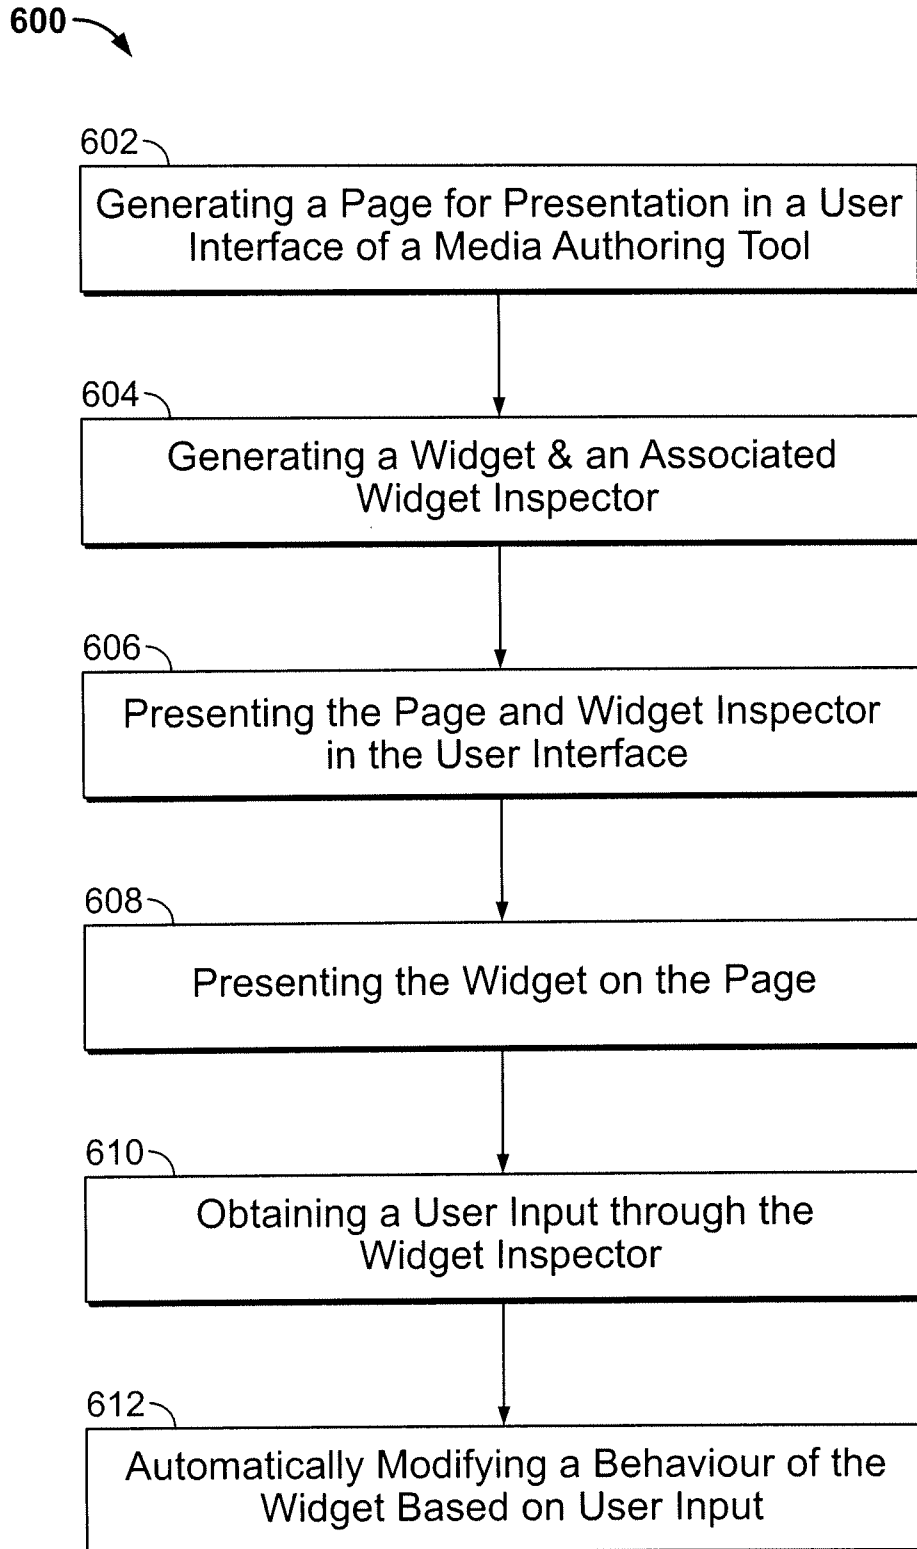 600
602
Generating a Page for Presentation in a User
Interface of a Media Authoring Tool
604
Generating a Widget & an Associated
Widget Inspector
606
Presenting the Page and Widget Inspector
in the User Interface
608
Presenting the Widget on the Page
610
Obtaining a User Input through the
Widget Inspector
612
Automatically Modifying a Behaviour of the
Widget Based on User Input